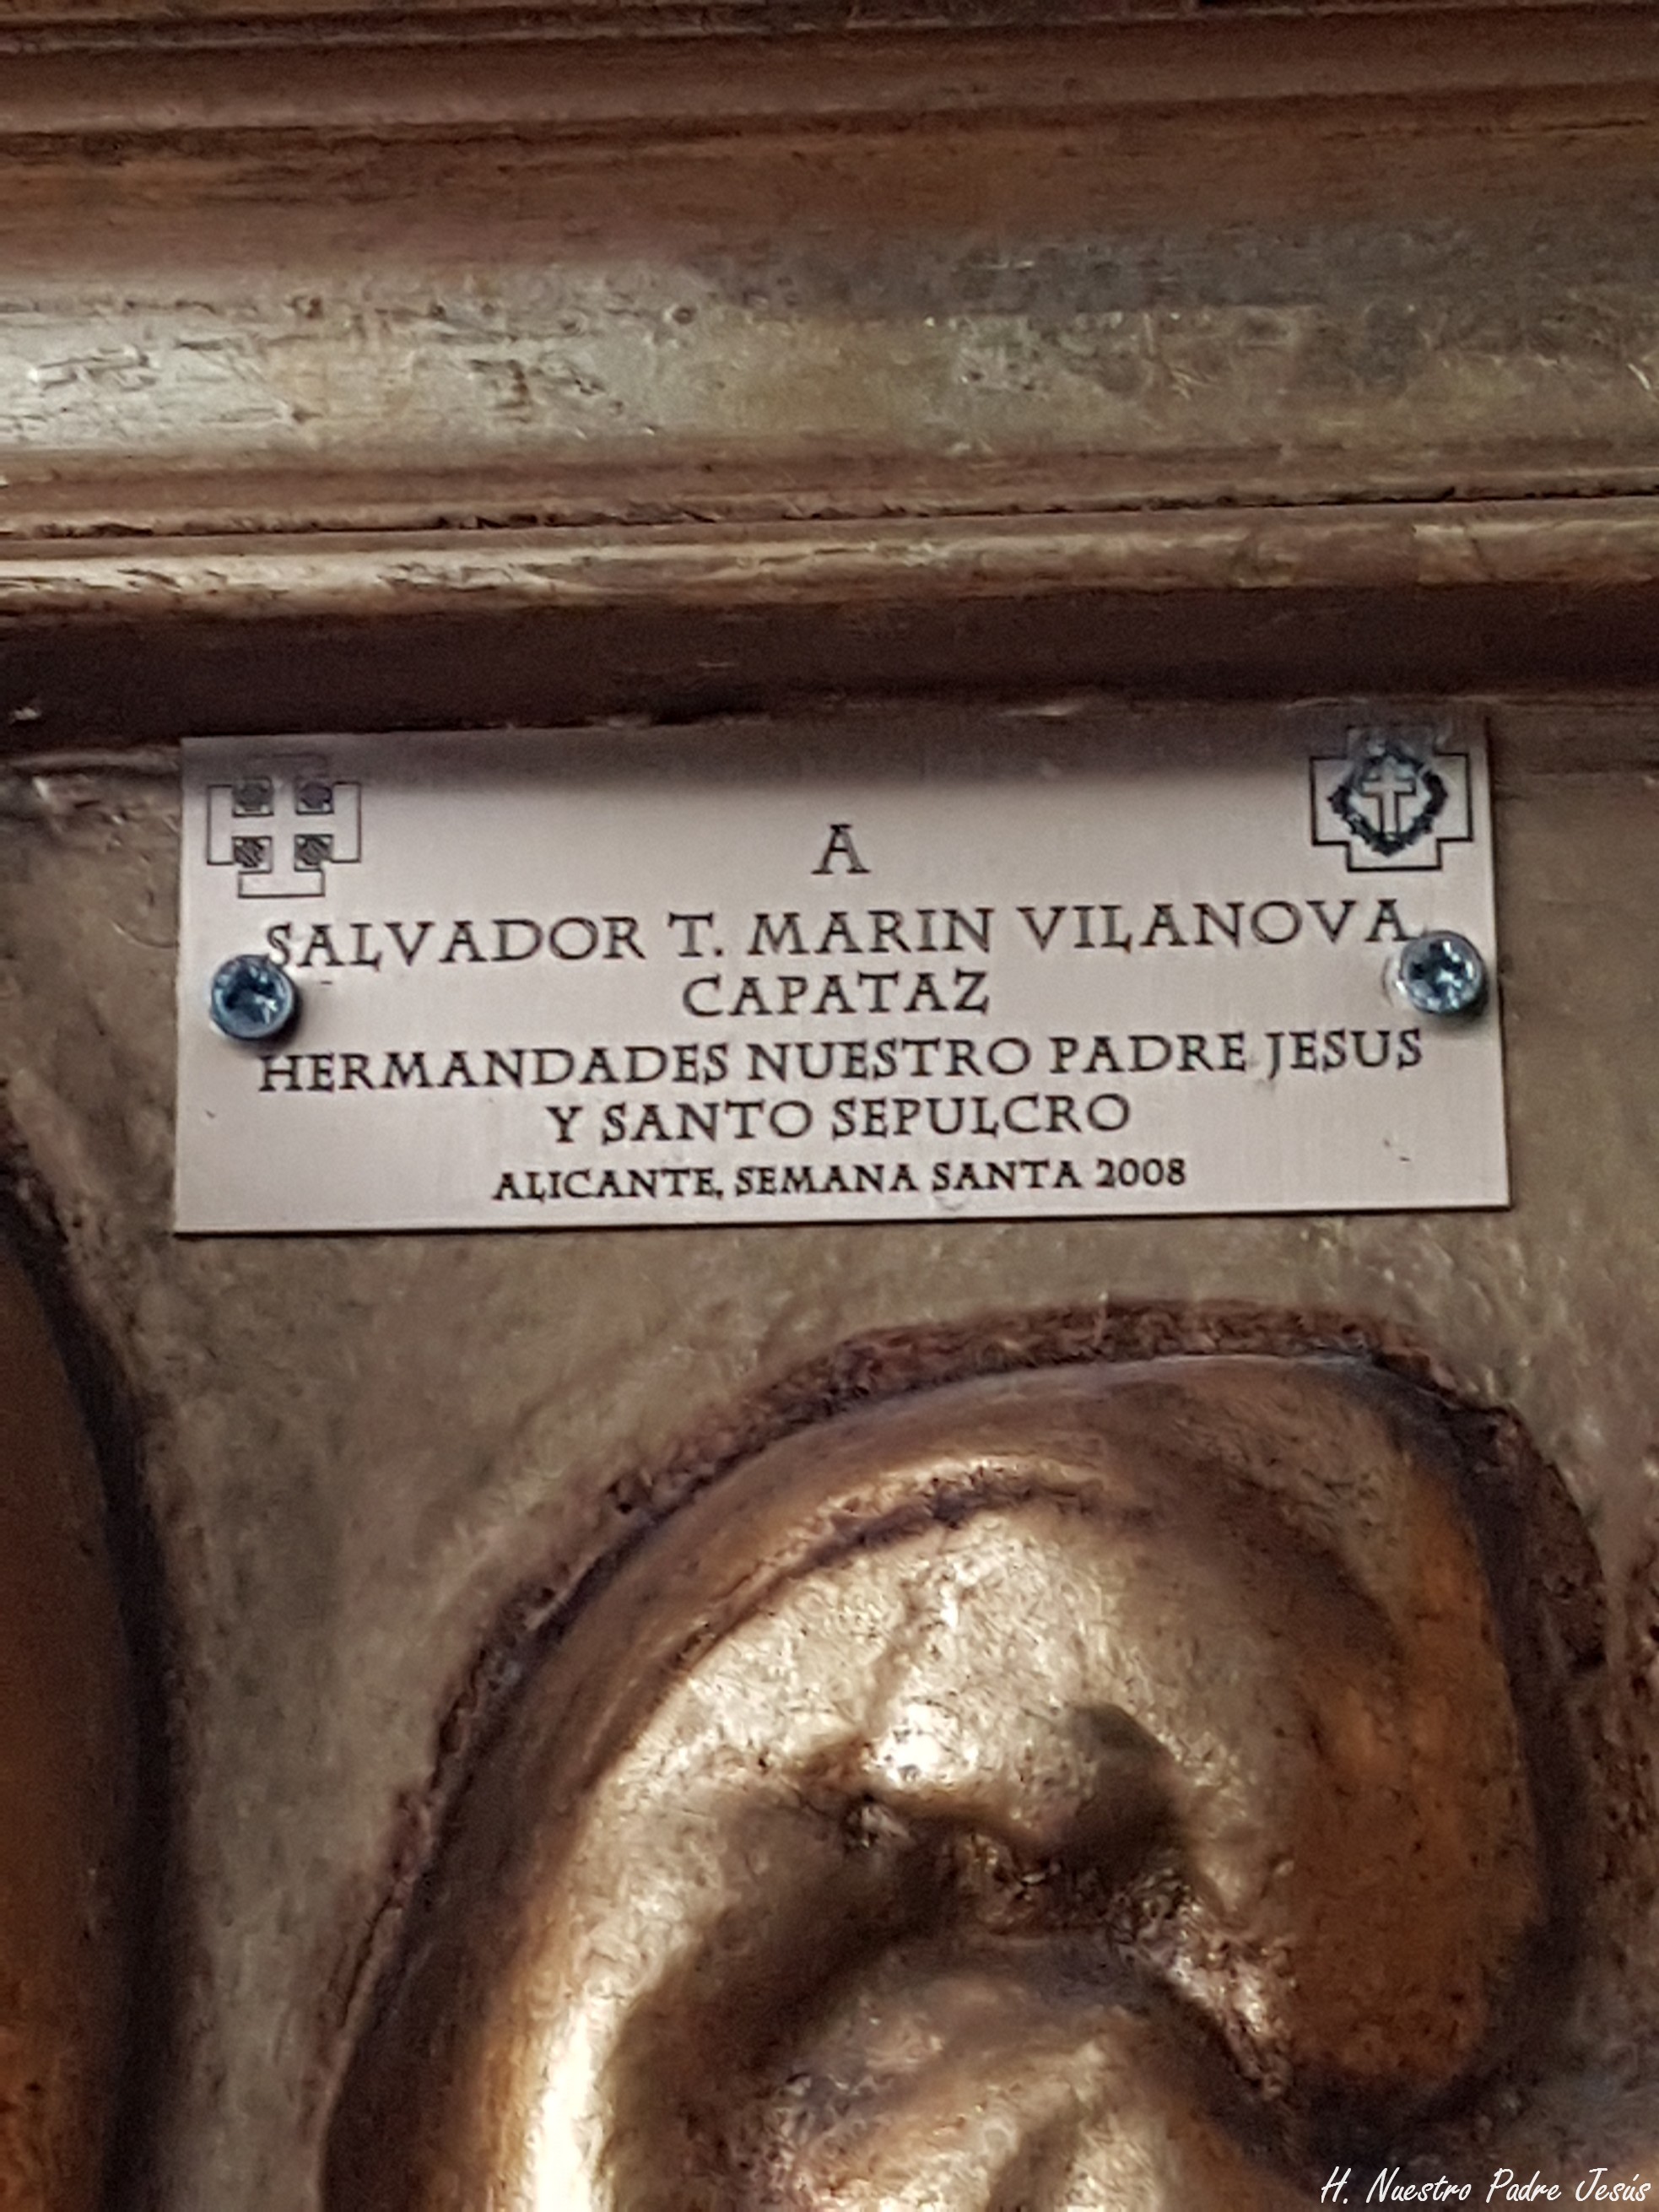 A
SALVADOR T. MARIN VILANOVA
CAPATAZ
HERMANDADES NUESTRO PADRE JESUS
Y SANTO SEPULCRO
ALICANTE, SEMANA SANTA 2008
H. Nuestro Padre Jesús